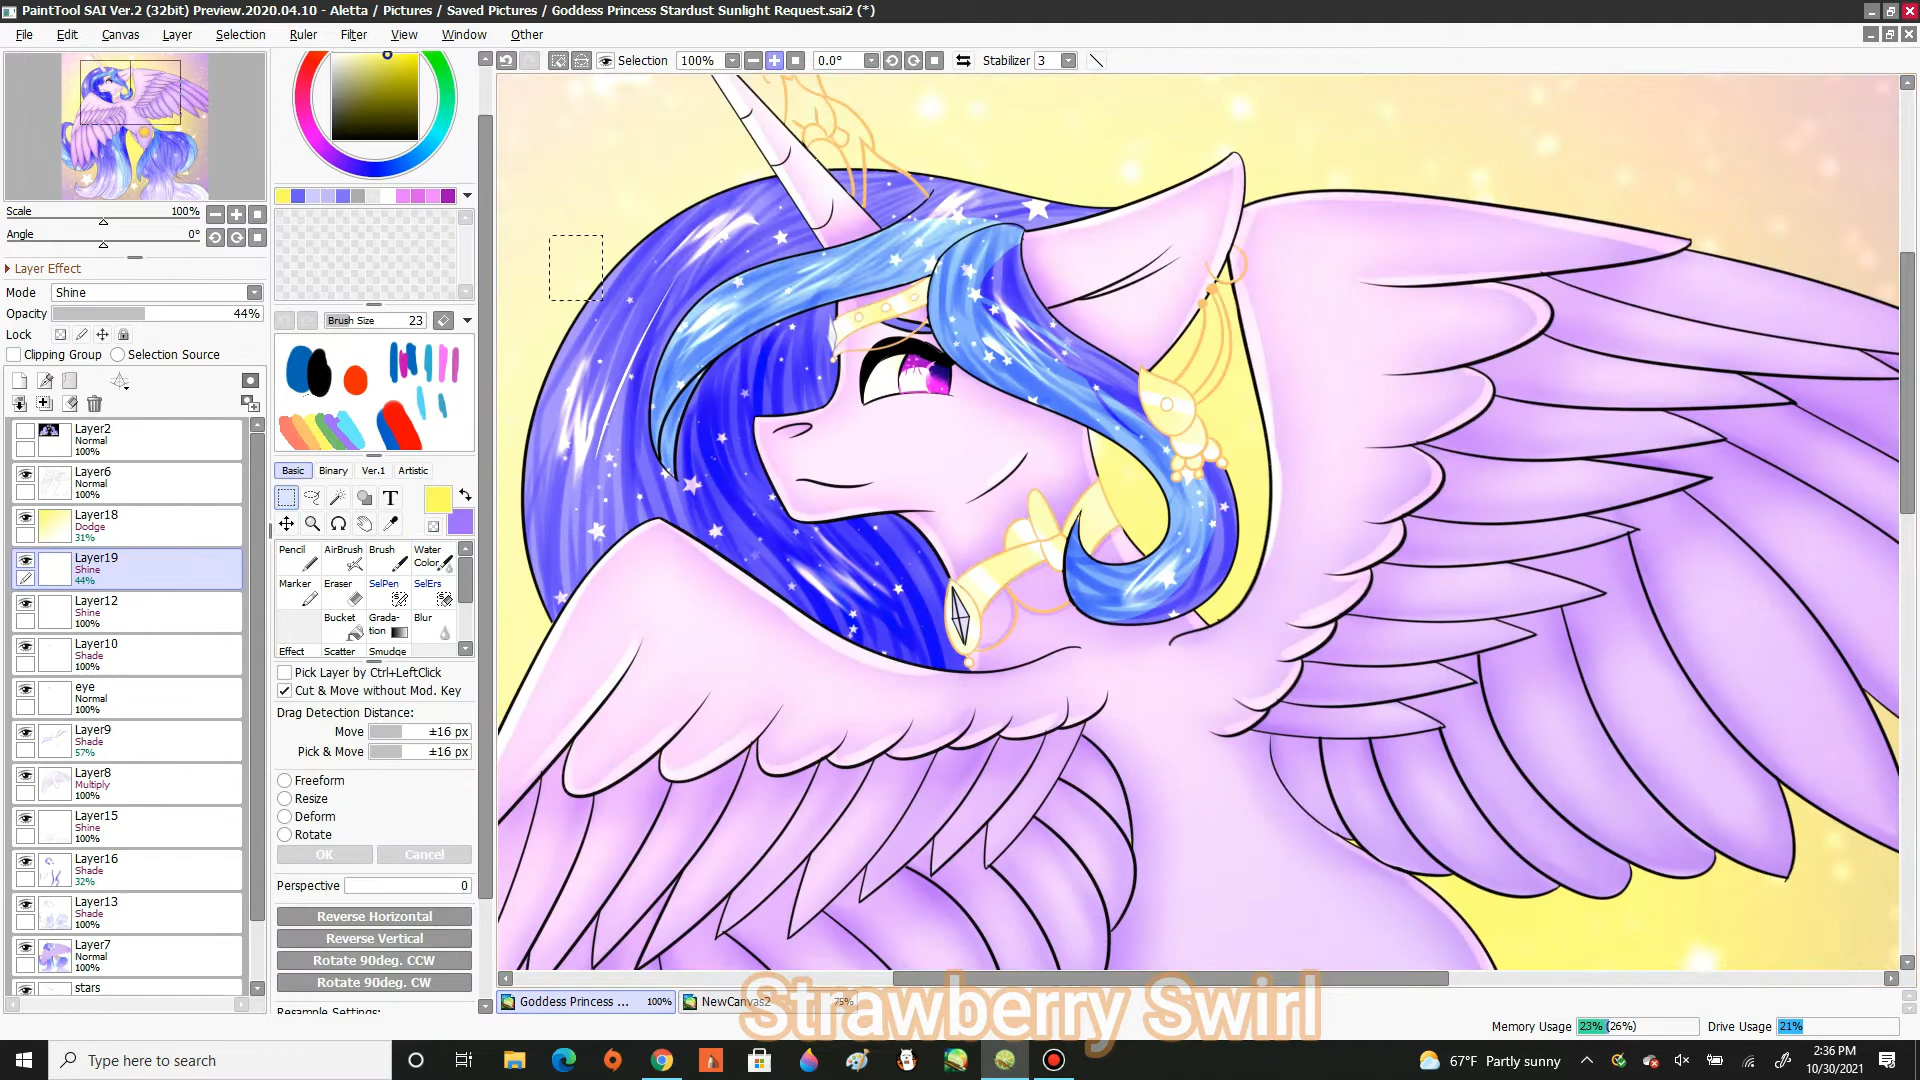 PaintTool SAI Ver.2 (32bit) Preview.2020.04.10 - Aletta / Pictures / Saved Pictures / Goddess Princess Stardust Sunlight Request.sai2 (*)
File Edit Canvas Layer Selection Ruler Filter View Window Other
Selection 100% 0.0° Stabilizer 3
Scale 100%
Angle 0°
Layer Effect
Mode Shine
Opacity 44%
Lock
Clipping Group Selection Source
Layer2
Normal
100%
Layer6
Normal
100%
Layer18
Dodge
31%
Layer19
Shine
44%
Layer12
Shine
100%
Layer10
Shade
100%
eye
Normal
100%
Layer9
Shade
57%
Layer8
Multiply
100%
Layer15
Shine
100%
Layer16
Shade
32%
Layer13
Shade
100%
Layer7
Normal
100%
stars
Brush Size 23
Basic Binary Ver.1 Artistic
T
Pencil AirBrush Brush Water Color
Marker Eraser SelPen SelErs
Bucket Grada-tion Blur
Effect Scatter Smudge
Pick Layer by Ctrl+LeftClick
Cut & Move without Mod. Key
Drag Detection Distance:
Move ±16 px
Pick & Move ±16 px
Freeform
Resize
Deform
Rotate
OK Cancel
Perspective 0
Reverse Horizontal
Reverse Vertical
Rotate 90deg. CCW
Rotate 90deg. CW
Resample Settings:
Goddess Princess ... 100% NewCanvas2 75%
Strawberry Swirl
Memory Usage 23% (26%) Drive Usage 21%
Type here to search
67°F Partly sunny
2:36 PM
10/30/2021